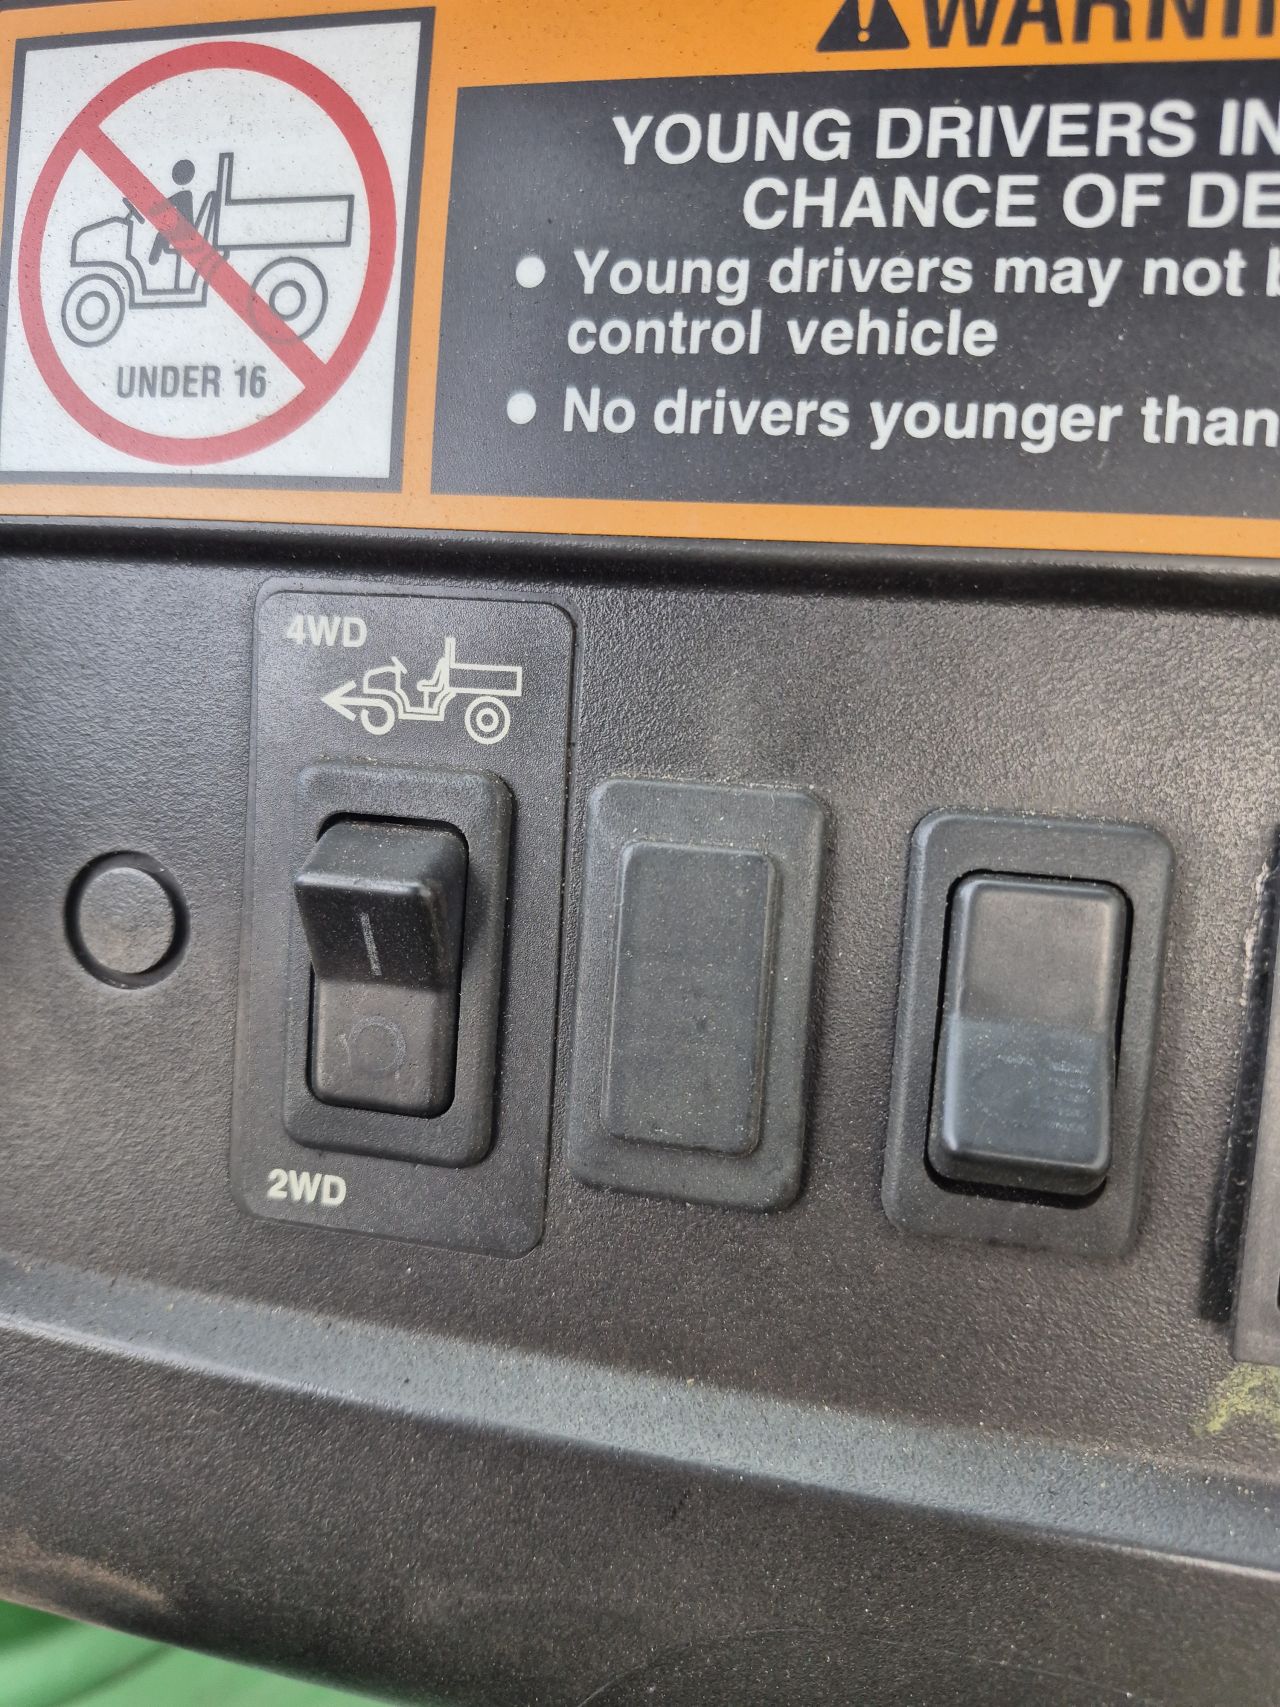 WARNIN
YOUNG DRIVERS IN
CHANCE OF DE
• Young drivers may not b
control vehicle
• No drivers younger than
UNDER 16
4WD
2WD